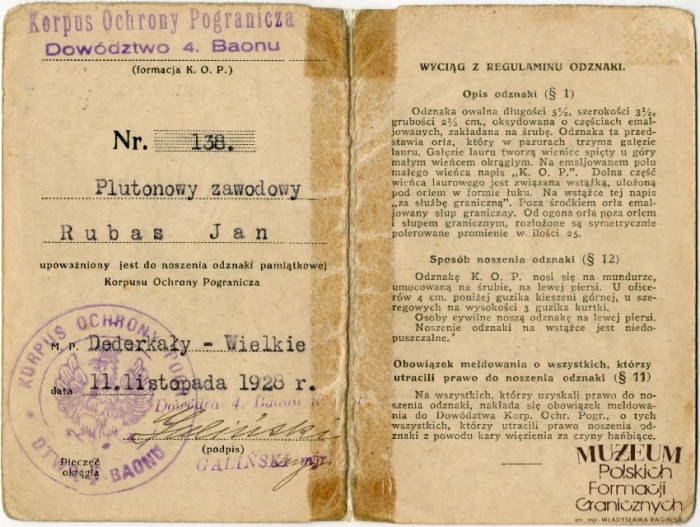 Korpus Ochrony Pogranicza
Dowództwo 4. Baonu
(formacja K. O. P.)
Nr. 138.
Plutonowy zawodowy
Rubas Jan
upoważniony jest do noszenia odznaki pamiątkowej
Korpusu Ochrony Pogranicza
KORPUS OCHRONY POGR
DTWO 4 BAONU
M. P. Dederkały - Wielkie
data 11. listopada 1928 r.
Dowódca 4. Baonu
(podpis)
Pieczęć
okrągła
GALIŃSKI mjr
WYCIĄG Z REGULAMINU ODZNAKI.
Opis odznaki (§ 1)
Odznaka owalna długości 5½, szerokości 3½,
grubości 2½ cm., oksydowana o częściach emal-
jowanych, zakładana na śrubę. Odznaka ta przed-
stawia orła, który w pazurach trzyma gałęzie
lauru. Gałęzie lauru tworzą wieniec spięty u góry
małym wieńcem okrągłym. Na emaljowanem polu
małego wieńca napis „K. O. P.". Dolna część
wieńca laurowego jest związana wstążką, ułożoną
pod orłem w formie łuku. Na wstążce tej napis
„za służbę graniczną". Poza środkiem orła emal-
jowany słup graniczny. Od ogona orła poza orłem
i słupem granicznym, rozłożone są symetrycznie
polerowane promienie w ilości 25.
Sposób noszenia odznaki (§ 12)
Odznakę K. O. P. nosi się na mundurze,
umocowaną na śrubie, na lewej piersi. U ofice-
rów 4 cm. poniżej guzika kieszeni górnej, u sze-
regowych na wysokości 3 guzika kurtki.
Osoby cywilne noszą odznakę na lewej piersi.
Noszenie odznaki na wstążce jest niedo-
puszczalne.
Obowiązek meldowania o wszystkich, którzy
utracili prawo do noszenia odznaki (§ 11)
Na wszystkich, którzy uzyskali prawo do no-
szenia odznaki, nakłada się obowiązek meldowa-
nia do Dowództwa Korp. Ochr. Pogr., o tych
wszystkich, którzy utracili prawo noszenia od-
znaki z powodu kary więzienia za czyny hańbiące.
MUZEUM
Polskich
Formacji
Granicznych
im. mjr. WŁADYSŁAWA RAGINISA